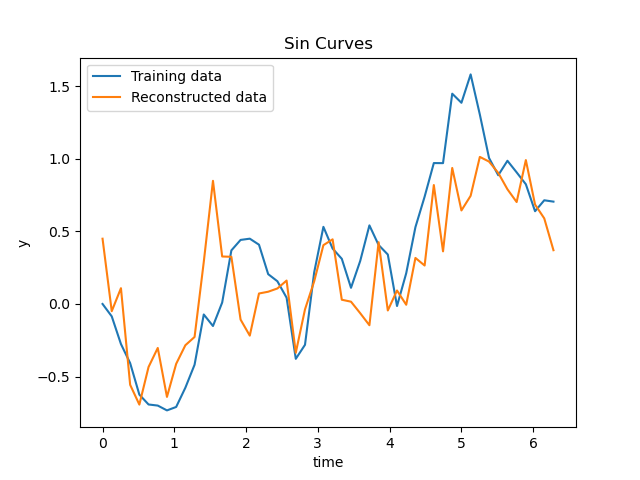 Sin Curves
Training data
Reconstructed data
1.5
1.0
0.5
0.0
−0.5
y
0 1 2 3 4 5 6
time